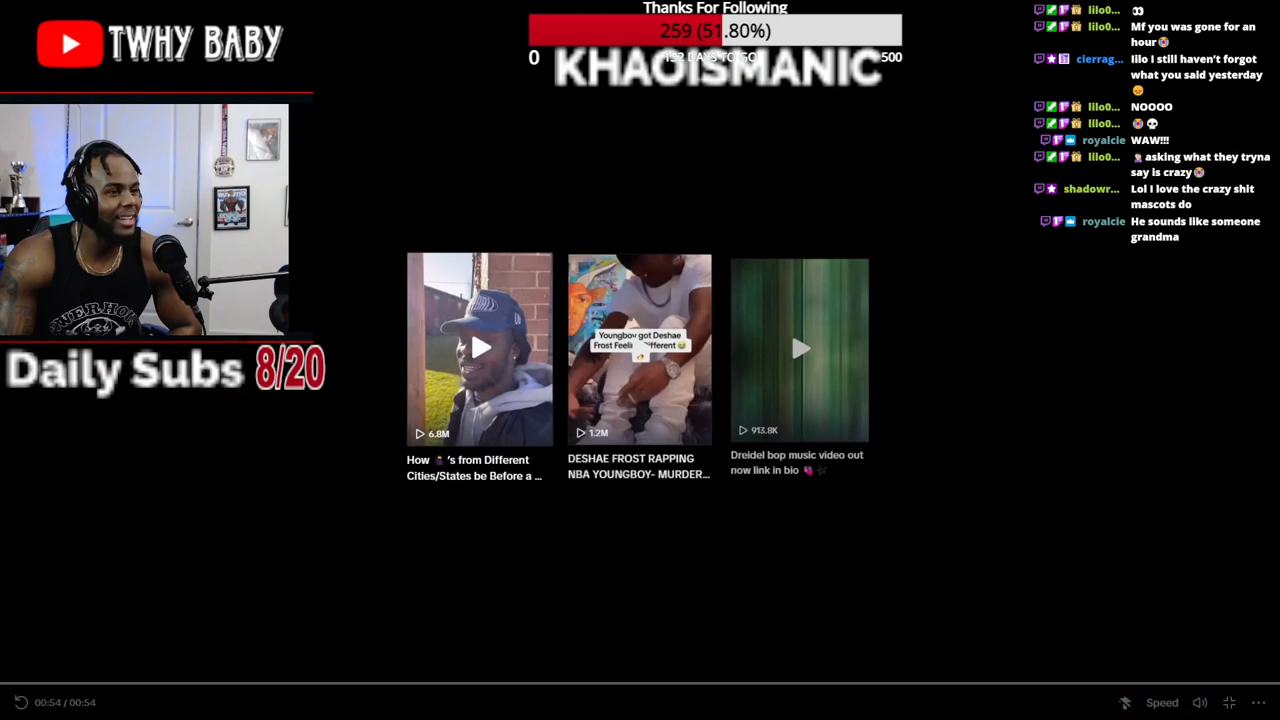 TWHY BABY
Thanks For Following
259 (51.80%)
0
500
KHAOISMANIC
Daily Subs 8/20
lilo0... 👀
lilo0... Mf you was gone for an
hour😭
cierrag... lilo I still haven't forgot
what you said yesterday
😡
lilo0... NOOOO
lilo0... 😭💀
royalcie WAW!!!
lilo0... 🤦🏻‍♀️asking what they tryna
say is crazy😭
shadowr... Lol I love the crazy shit
mascots do
royalcie He sounds like someone
grandma
6.8M
How 's from Different
Cities/States be Before a ...
Youngboy got Deshae
Frost Different
1.2M
DESHAE FROST RAPPING
NBA YOUNGBOY- MURDER...
913.8K
Dreidel bop music video out
now link in bio
00:54 / 00:54
Speed